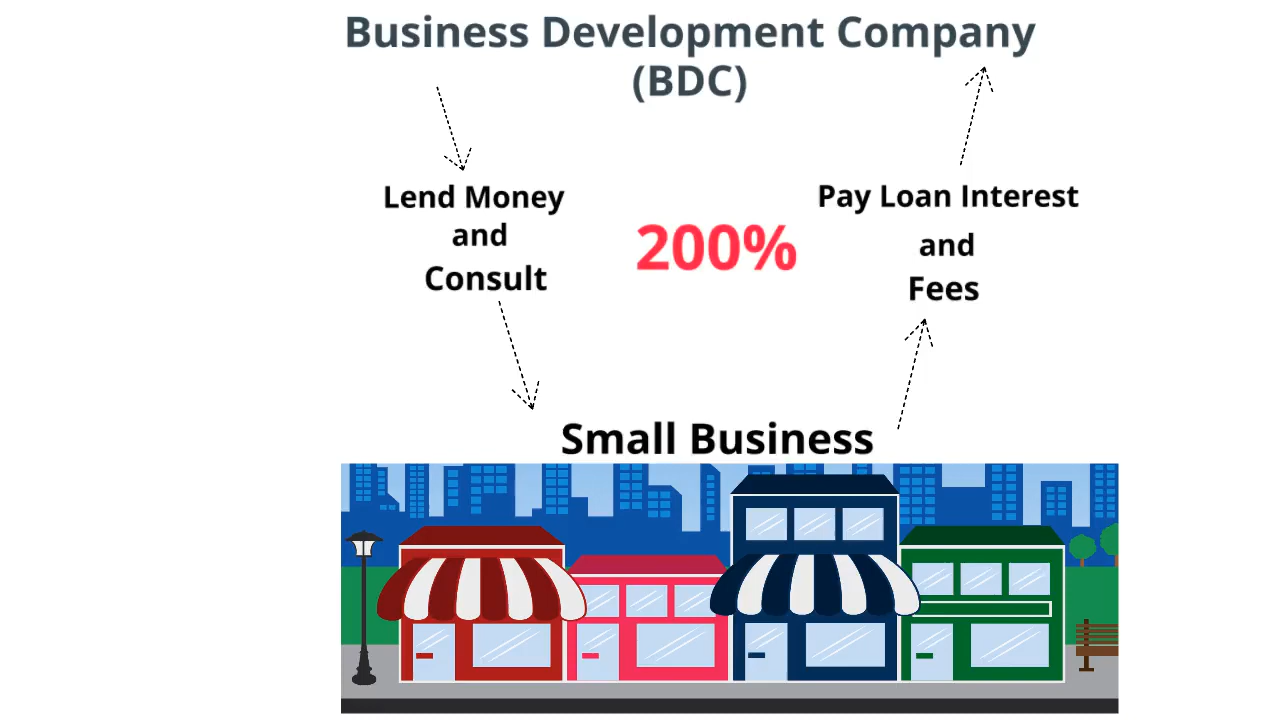 Business Development Company
(BDC)
Lend Money
and
Consult
200%
Pay Loan Interest
and
Fees
Small Business